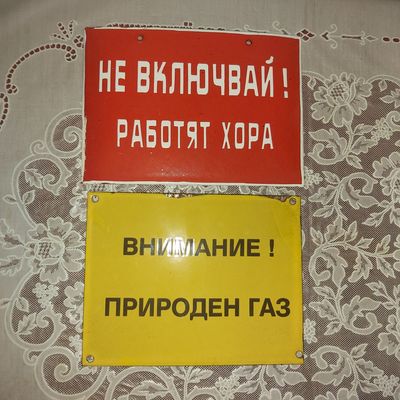 НЕ ВКЛЮЧВАЙ !
РАБОТЯТ ХОРА
ВНИМАНИЕ !
ПРИРОДЕН ГАЗ